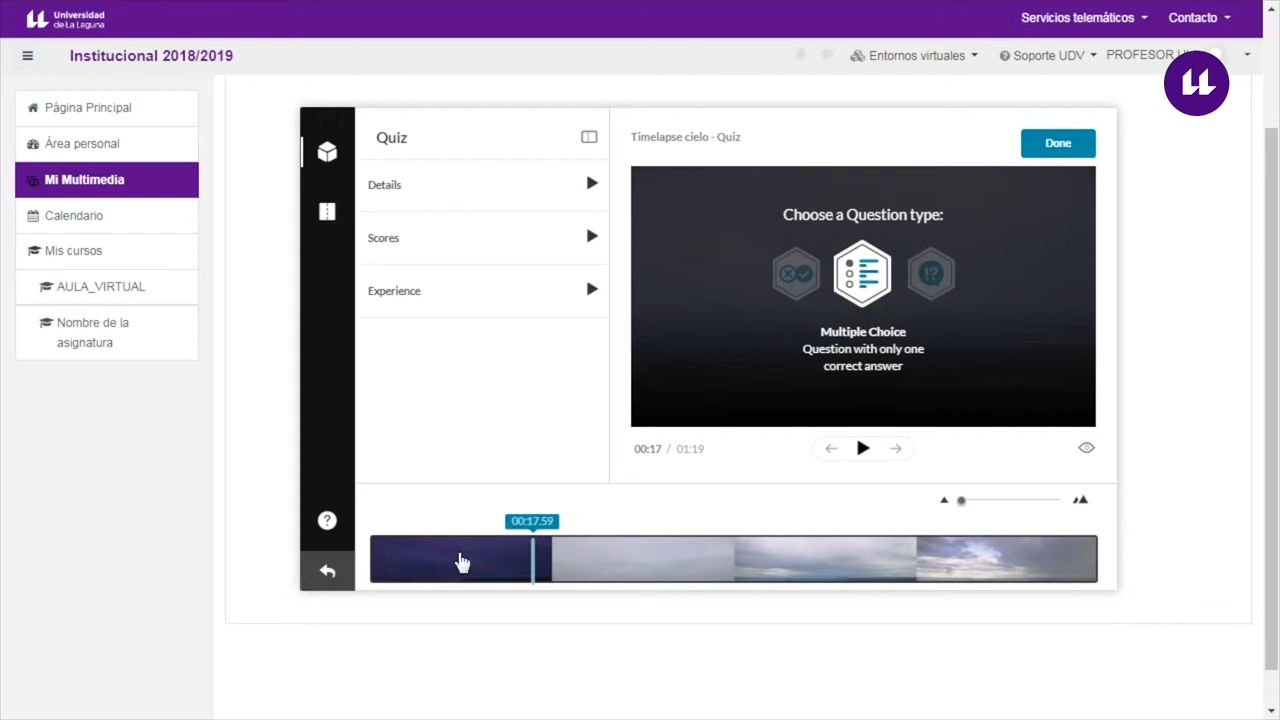 Universidad
de La Laguna
Servicios telemáticos
Contacto
Institucional 2018/2019
Entornos virtuales
Soporte UDV
PROFESOR
Página Principal
Área personal
Mi Multimedia
Calendario
Mis cursos
AULA_VIRTUAL
Nombre de la
asignatura
Quiz
Details
Scores
Experience
Timelapse cielo - Quiz
Done
Choose a Question type:
Multiple Choice
Question with only one
correct answer
00:17 / 01:19
00:17.59